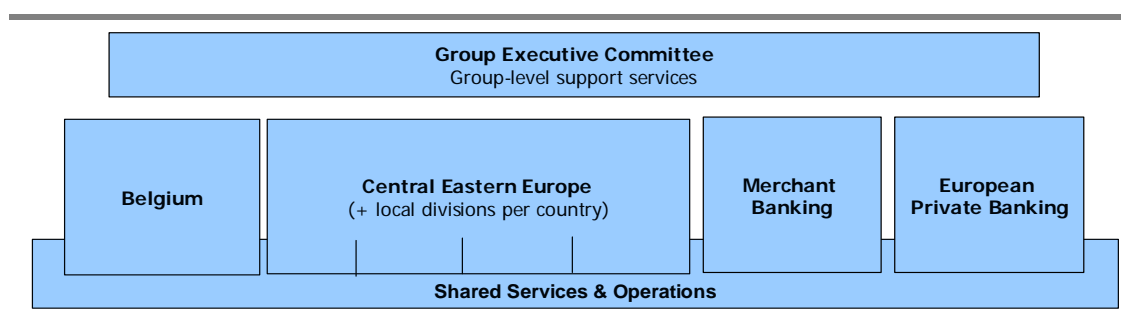 Group Executive Committee
Group-level support services
Belgium
Central Eastern Europe
(+ local divisions per country)
Merchant
Banking
European
Private Banking
Shared Services & Operations